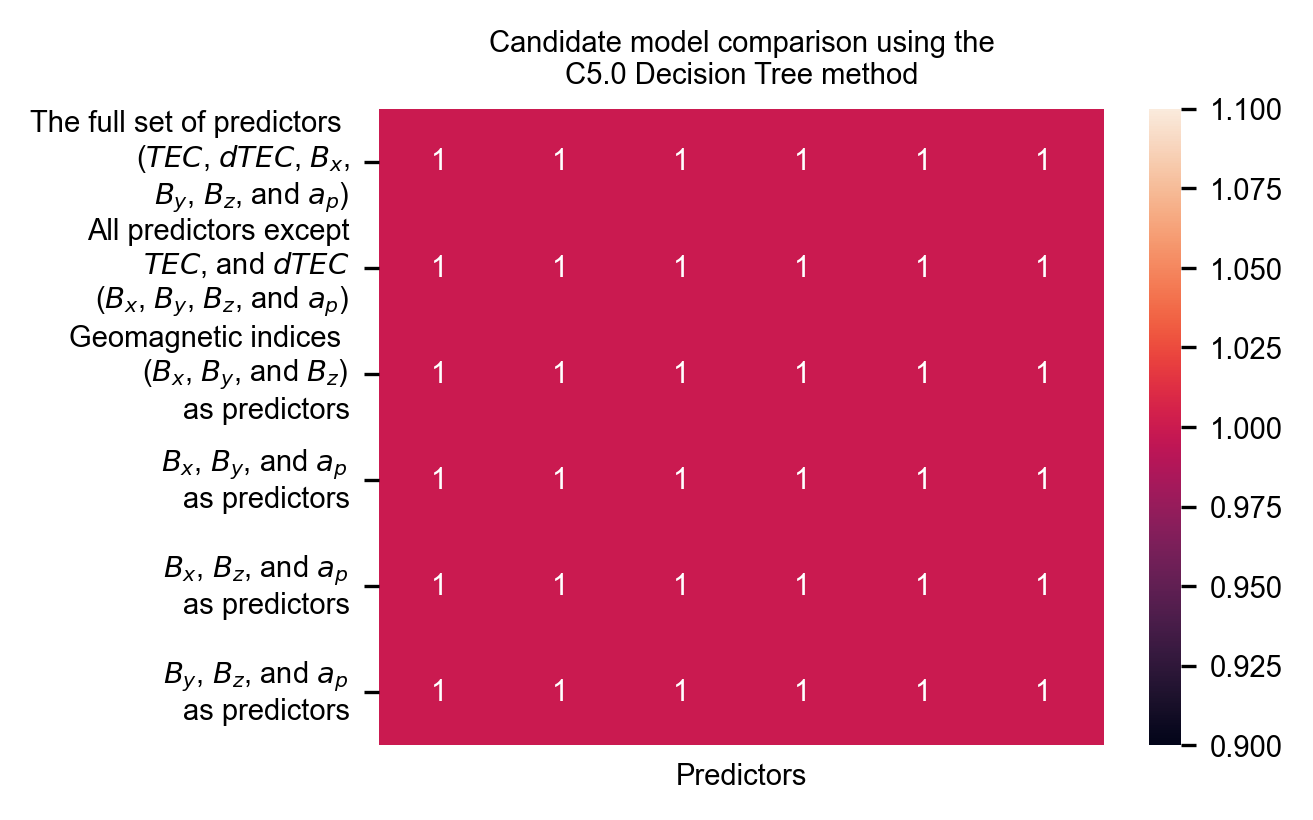 Candidate model comparison using the
C5.0 Decision Tree method
The full set of predictors
(TEC, dTEC, Bx,
By, Bz, and ap)
All predictors except
TEC, and dTEC
(Bx, By, Bz, and ap)
Geomagnetic indices
(Bx, By, and Bz)
as predictors
Bx, By, and ap
as predictors
Bx, Bz, and ap
as predictors
By, Bz, and ap
as predictors
1 1 1 1 1 1
1 1 1 1 1 1
1 1 1 1 1 1
1 1 1 1 1 1
1 1 1 1 1 1
1 1 1 1 1 1
Predictors
1.100
1.075
1.050
1.025
1.000
0.975
0.950
0.925
0.900